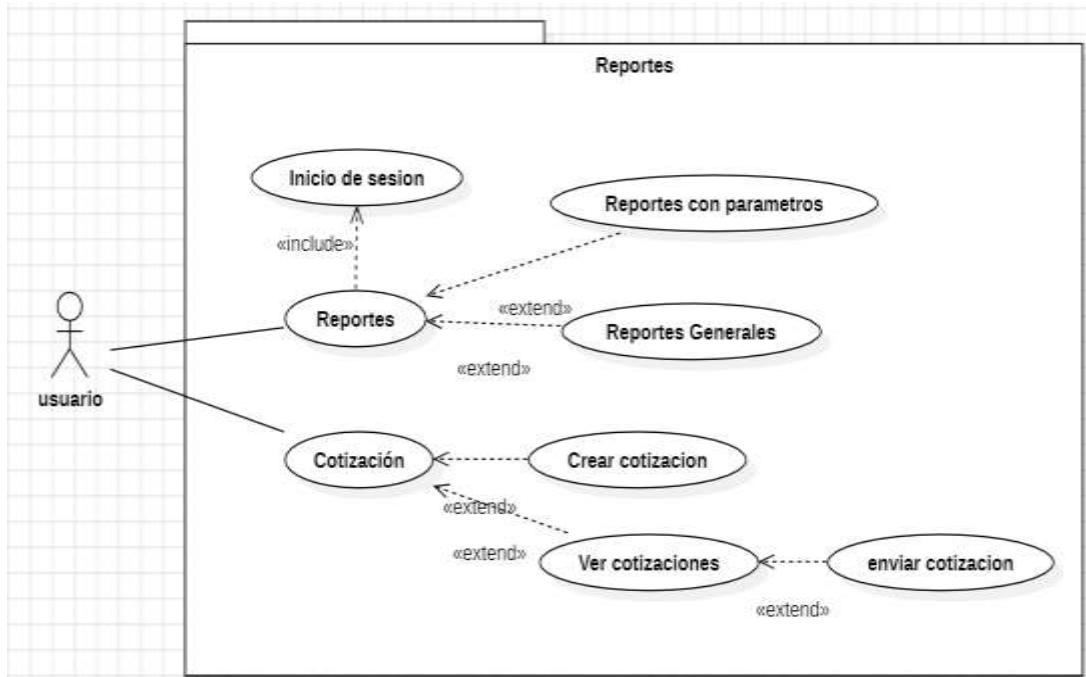 Reportes
Inicio de sesion
Reportes con parametros
«include»
«extend»
Reportes
Reportes Generales
«extend»
usuario
Cotización
Crear cotizacion
«extend»
«extend»
Ver cotizaciones
enviar cotizacion
«extend»